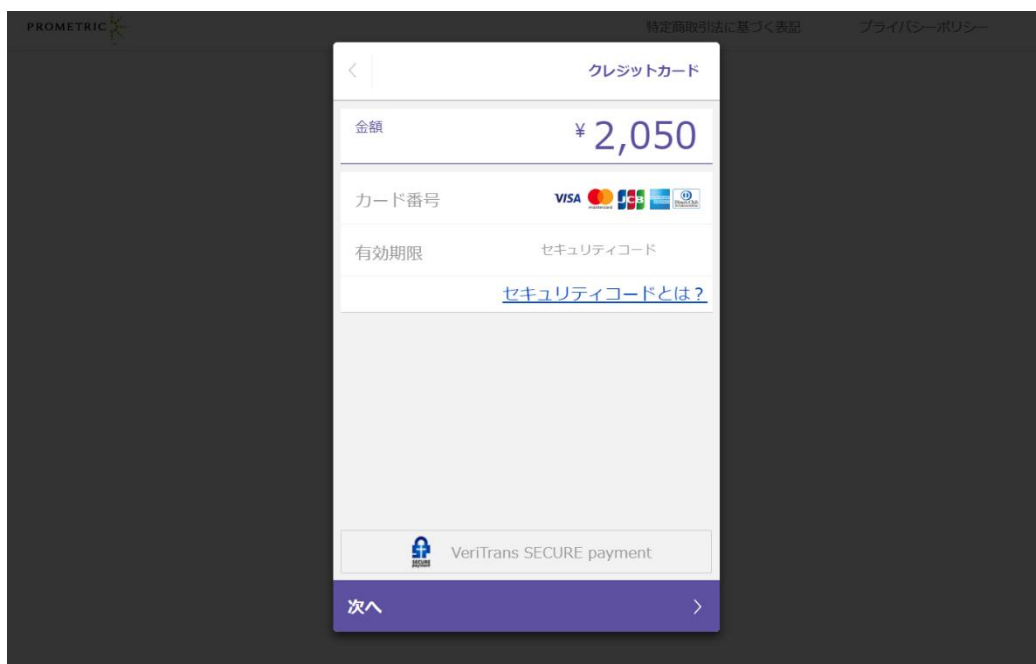 PROMETRIC
特定商取引法に基づく表記 プライバシーポリシー
クレジットカード
金額 ¥ 2,050
カード番号 VISA mastercard JCB
有効期限 セキュリティコード
セキュリティコードとは？
SECURE payment VeriTrans SECURE payment
次へ